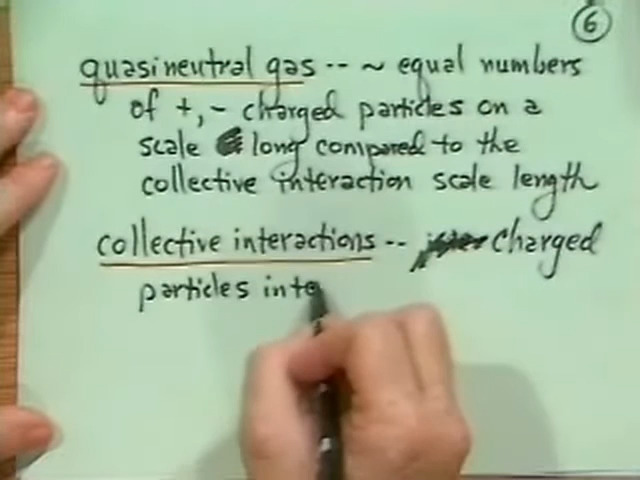 6
quasineutral gas -- ~ equal numbers
of +, - charged particles on a
scale long compared to the
collective interaction scale length
collective interactions -- charged
particles inte